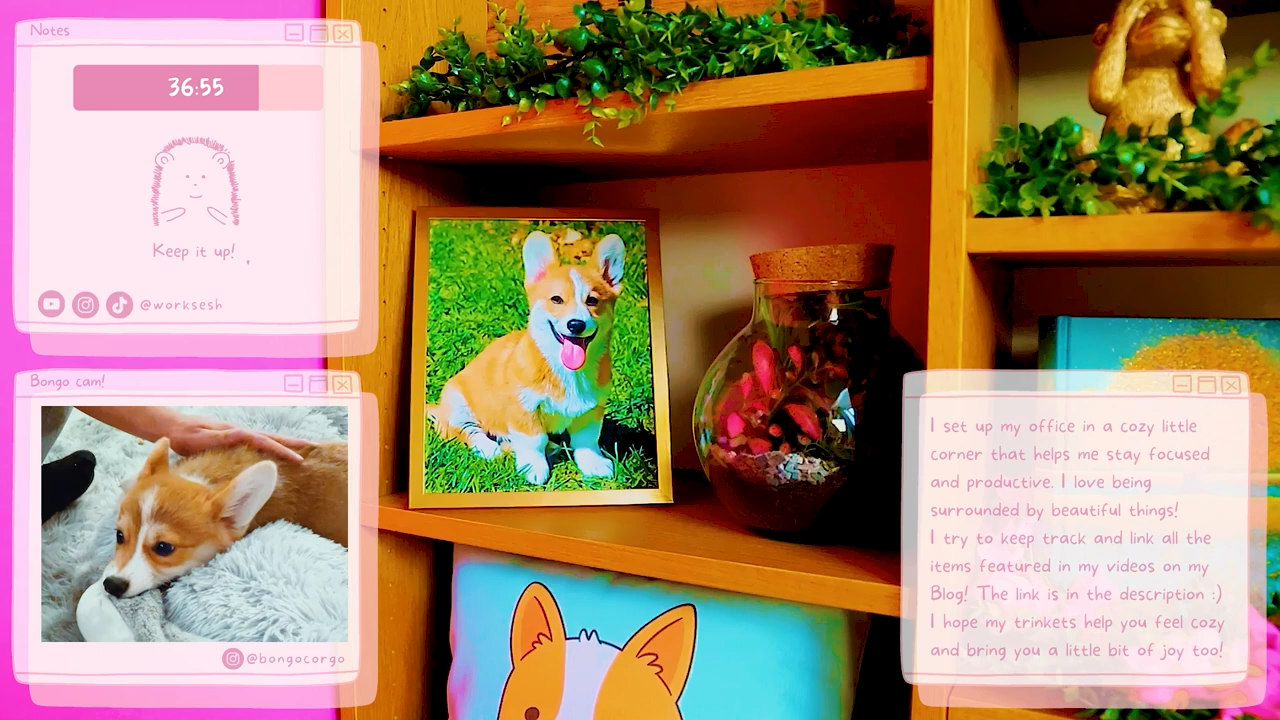 Notes
36:55
Keep it up!
@worksesh
Bongo cam!
@bongocorgo
I set up my office in a cozy little
corner that helps me stay focused
and productive. I love being
surrounded by beautiful things!
I try to keep track and link all the
items featured in my videos on my
Blog! The link is in the description :)
I hope my trinkets help you feel cozy
and bring you a little bit of joy too!